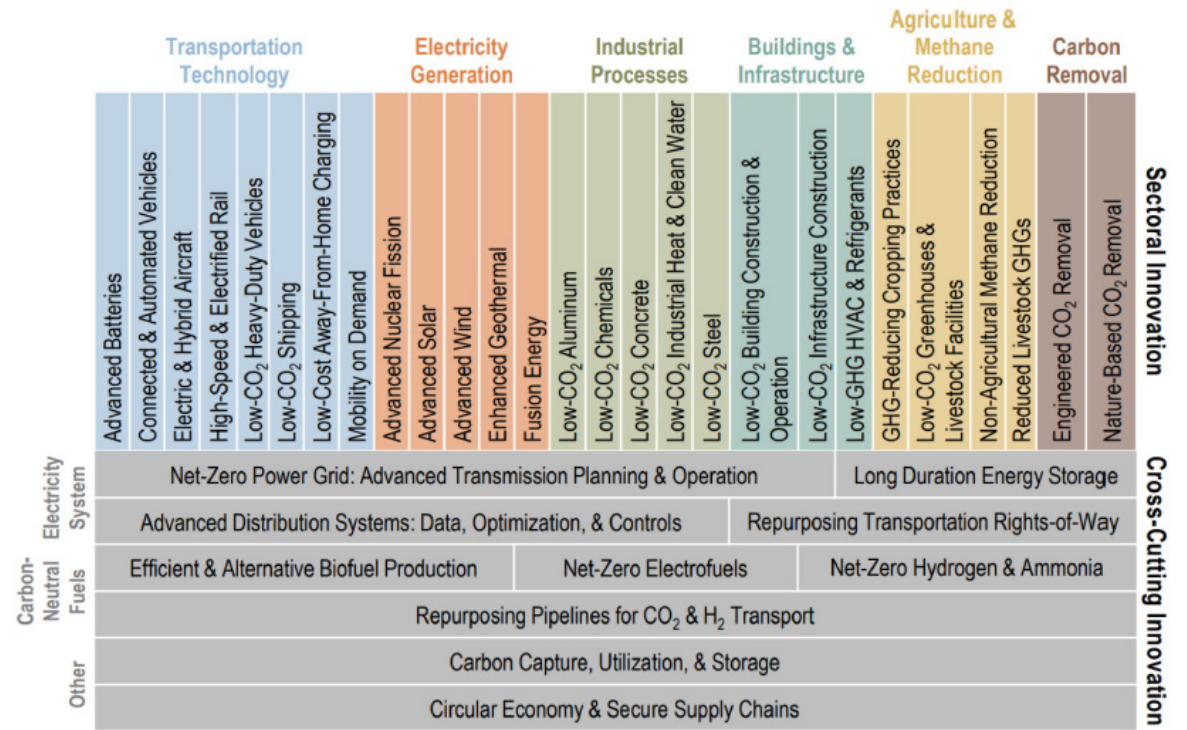 Transportation
Technology
Electricity
Generation
Industrial
Processes
Buildings &
Infrastructure
Agriculture &
Methane
Reduction
Carbon
Removal
Advanced Batteries
Connected & Automated Vehicles
Electric & Hybrid Aircraft
High-Speed & Electrified Rail
Low-CO₂ Heavy-Duty Vehicles
Low-CO₂ Shipping
Low-Cost Away-From-Home Charging
Mobility on Demand
Advanced Nuclear Fission
Advanced Solar
Advanced Wind
Enhanced Geothermal
Fusion Energy
Low-CO₂ Aluminum
Low-CO₂ Chemicals
Low-CO₂ Concrete
Low-CO₂ Industrial Heat & Clean Water
Low-CO₂ Steel
Low-CO₂ Building Construction &
Operation
Low-CO₂ Infrastructure Construction
Low-GHG HVAC & Refrigerants
GHG-Reducing Cropping Practices
Low-CO₂ Greenhouses &
Livestock Facilities
Non-Agricultural Methane Reduction
Reduced Livestock GHGs
Engineered CO₂ Removal
Nature-Based CO₂ Removal
Sectoral Innovation
Electricity
System
Net-Zero Power Grid: Advanced Transmission Planning & Operation
Long Duration Energy Storage
Advanced Distribution Systems: Data, Optimization, & Controls
Repurposing Transportation Rights-of-Way
Carbon-
Neutral
Fuels
Efficient & Alternative Biofuel Production
Net-Zero Electrofuels
Net-Zero Hydrogen & Ammonia
Repurposing Pipelines for CO₂ & H₂ Transport
Other
Carbon Capture, Utilization, & Storage
Circular Economy & Secure Supply Chains
Cross-Cutting Innovation